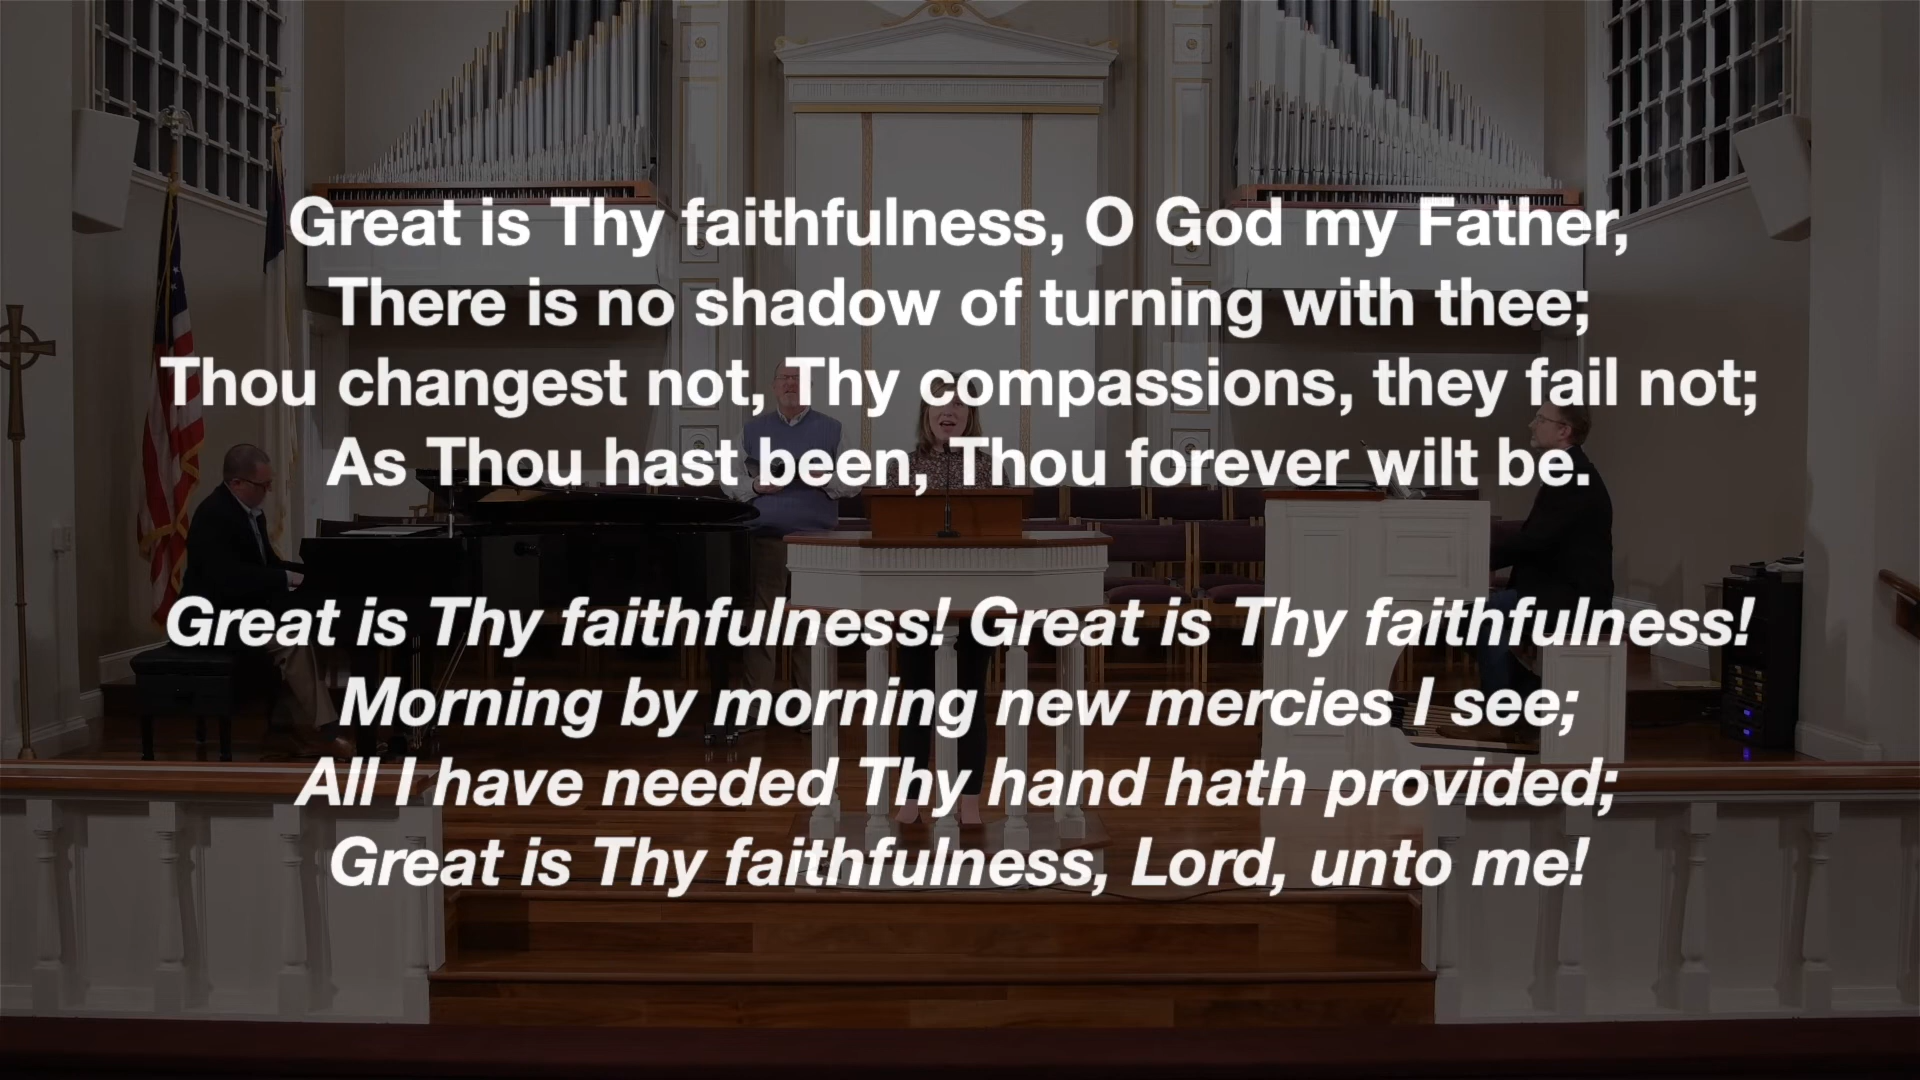 Great is Thy faithfulness, O God my Father,
There is no shadow of turning with thee;
Thou changest not, Thy compassions, they fail not;
As Thou hast been, Thou forever wilt be.
Great is Thy faithfulness! Great is Thy faithfulness!
Morning by morning new mercies I see;
All I have needed Thy hand hath provided;
Great is Thy faithfulness, Lord, unto me!